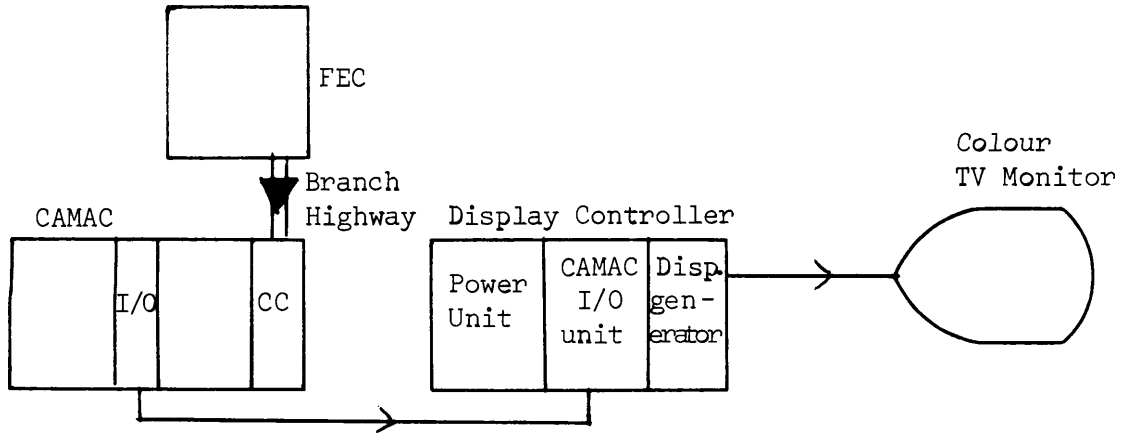 FEC
Branch
Highway
CAMAC
I/O
CC
Display Controller
Power
Unit
CAMAC
I/O
unit
Disp.
gen-
erator
Colour
TV Monitor